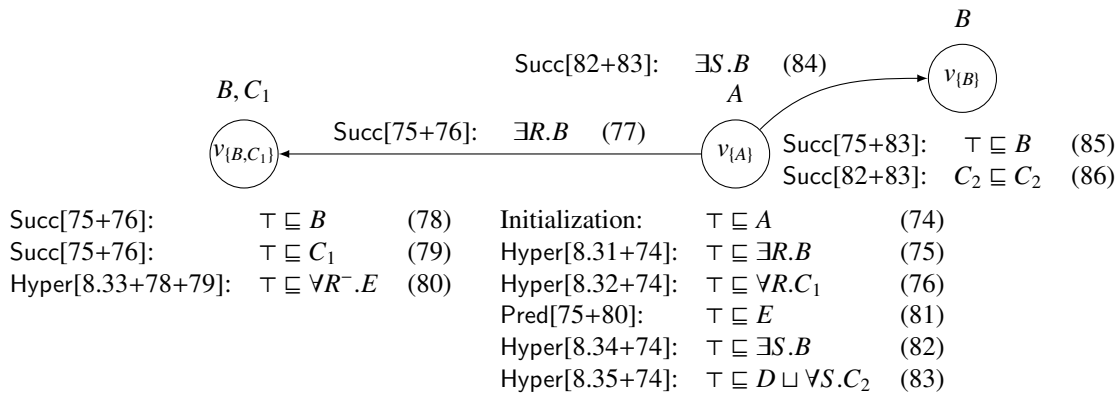 B
Succ[82+83]: ∃S.B (84)
v{B}
B, C1
A
Succ[75+76]: ∃R.B (77)
v{B,C1}
v{A}
Succ[75+83]: ⊤ ⊑ B (85)
Succ[82+83]: C2 ⊑ C2 (86)
Succ[75+76]: ⊤ ⊑ B (78)
Succ[75+76]: ⊤ ⊑ C1 (79)
Hyper[8.33+78+79]: ⊤ ⊑ ∀R−.E (80)
Initialization: ⊤ ⊑ A (74)
Hyper[8.31+74]: ⊤ ⊑ ∃R.B (75)
Hyper[8.32+74]: ⊤ ⊑ ∀R.C1 (76)
Pred[75+80]: ⊤ ⊑ E (81)
Hyper[8.34+74]: ⊤ ⊑ ∃S.B (82)
Hyper[8.35+74]: ⊤ ⊑ D ⊔ ∀S.C2 (83)